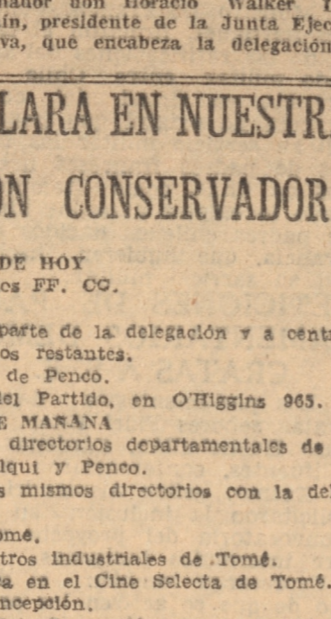 nador don Horacio Walker
ín, presidente de la Junta Ejec
va, que encabeza la delegación
LARA EN NUESTR
ON CONSERVADOR
DE HOY
es FF. CC.
parte de la delegación y a cent
os restantes.
de Penco.
del Partido, en O'Higgins 965.
E MAÑANA
directorios departamentales de
lqui y Penco.
s mismos directorios con la del
omé.
tros industriales de Tomé.
ca en el Cine Selecta de Tomé.
ncepción.